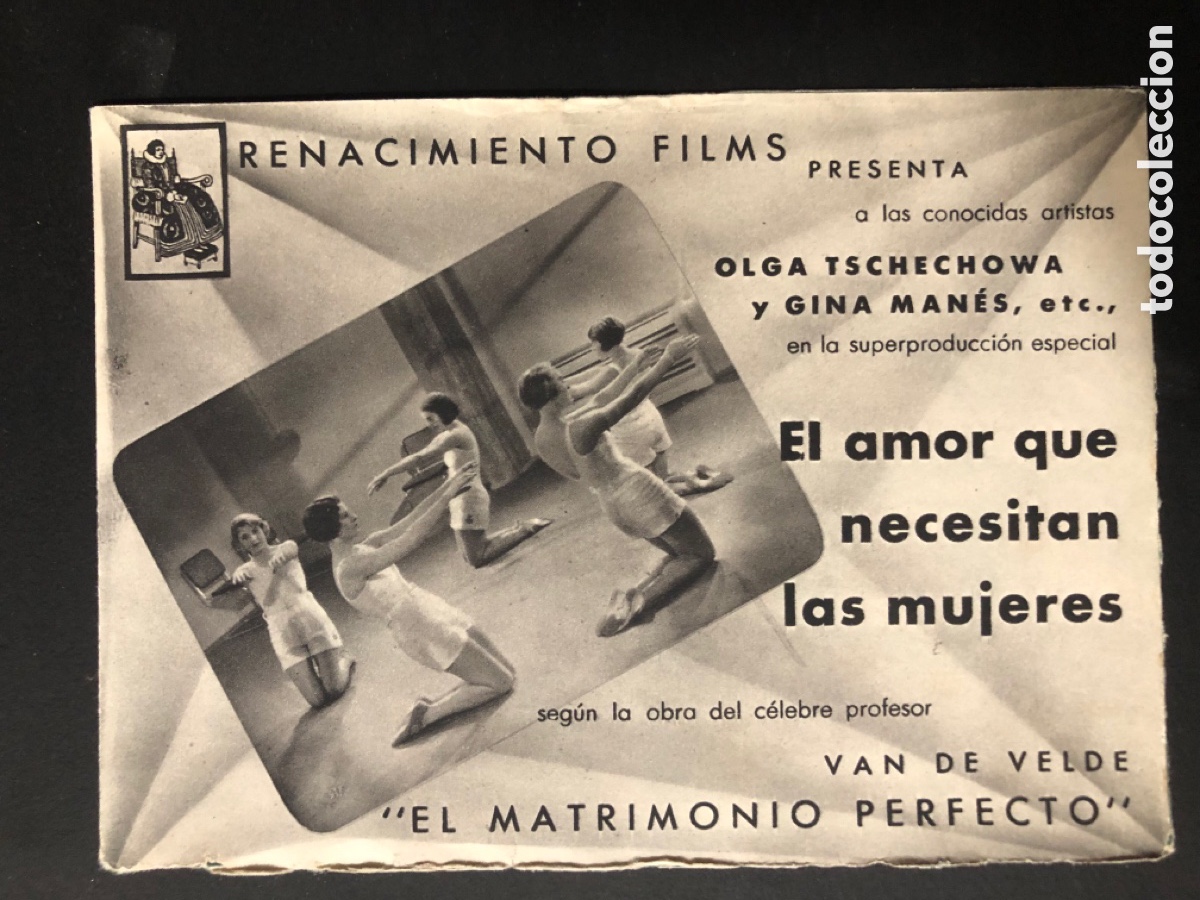 RENACIMIENTO FILMS
PRESENTA
a las conocidas artistas
OLGA TSCHECHOWA
y GINA MANÉS, etc.,
en la superproducción especial
El amor que
necesitan
las mujeres
según la obra del célebre profesor
VAN DE VELDE
"EL MATRIMONIO PERFECTO"
todocoleccion